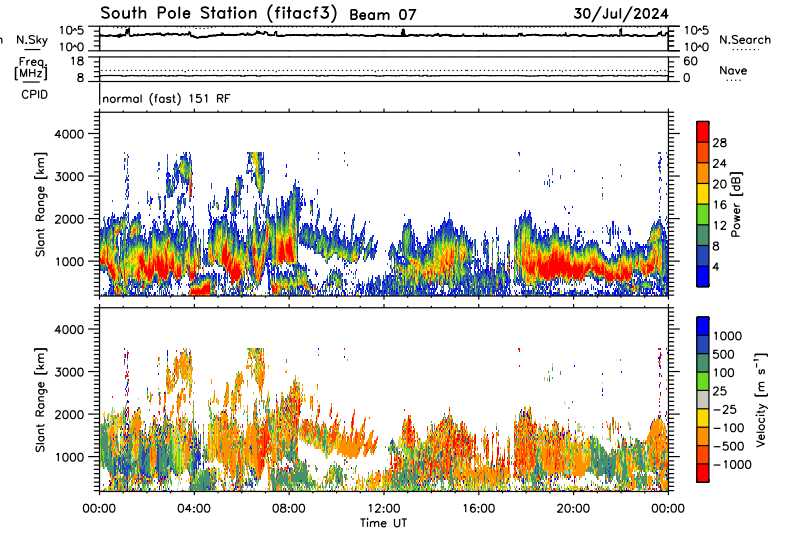 South Pole Station (fitacf3) Beam 07 30/Jul/2024
n N.Sky 10^5 10^0 10^5 10^0 N.Search
Freq. [MHz] 18 8 60 0 Nave
CPID normal (fast) 151 RF
Slant Range [km] 4000 3000 2000 1000
28 24 20 16 12 8 4 Power [dB]
Slant Range [km] 4000 3000 2000 1000
1000 500 100 25 −25 −100 −500 −1000 Velocity [m s⁻¹]
00:00 04:00 08:00 12:00 16:00 20:00 00:00
Time UT